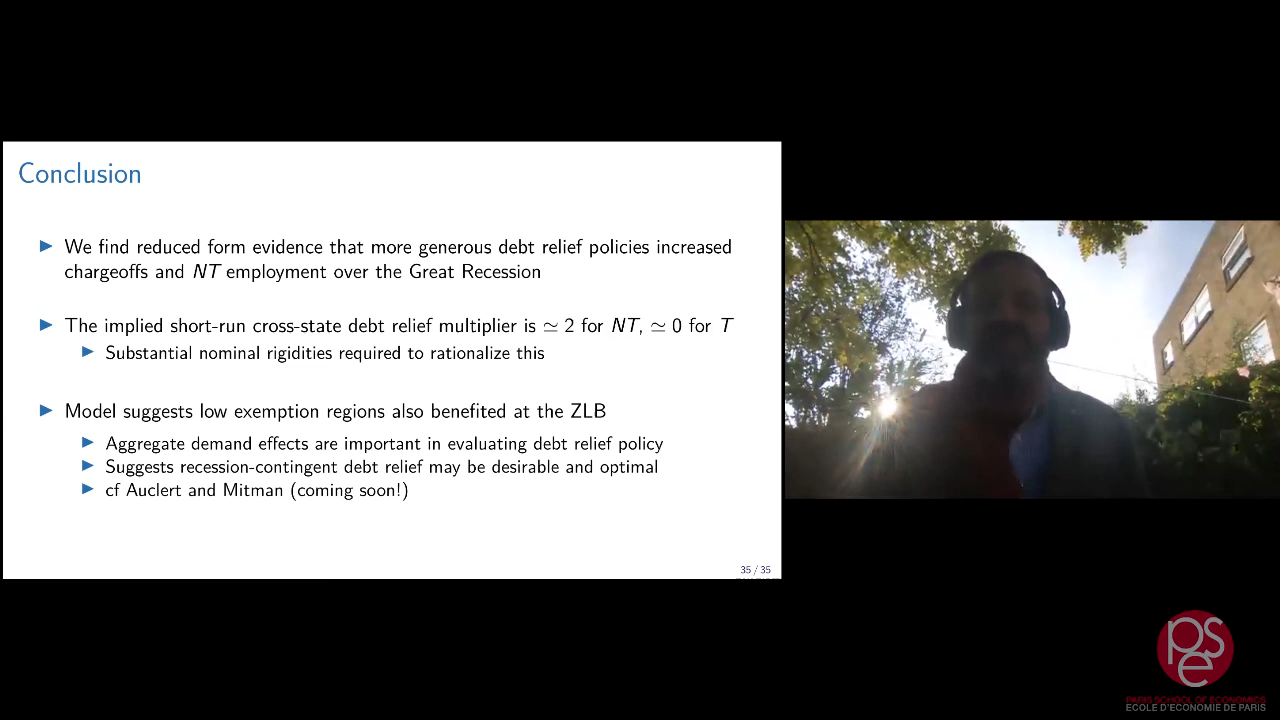 Conclusion
▶ We find reduced form evidence that more generous debt relief policies increased
chargeoffs and NT employment over the Great Recession
▶ The implied short-run cross-state debt relief multiplier is ≃ 2 for NT, ≃ 0 for T
▶ Substantial nominal rigidities required to rationalize this
▶ Model suggests low exemption regions also benefited at the ZLB
▶ Aggregate demand effects are important in evaluating debt relief policy
▶ Suggests recession-contingent debt relief may be desirable and optimal
▶ cf Auclert and Mitman (coming soon!)
35 / 35
pse
PARIS SCHOOL OF ECONOMICS
ECOLE D'ECONOMIE DE PARIS